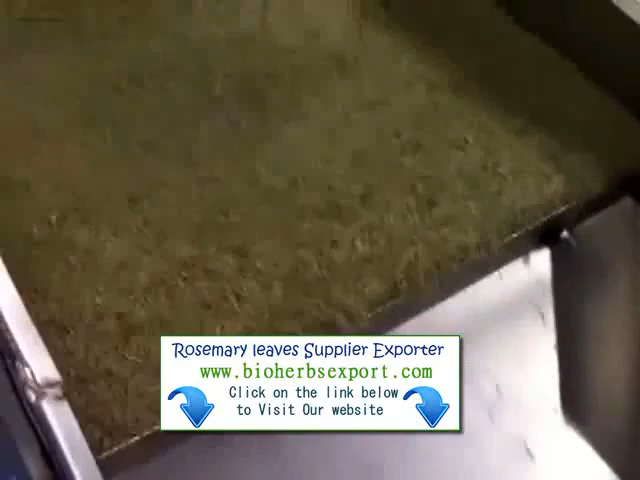 Rosemary leaves Supplier Exporter
www.bioherbsexport.com
Click on the link below
to Visit Our website